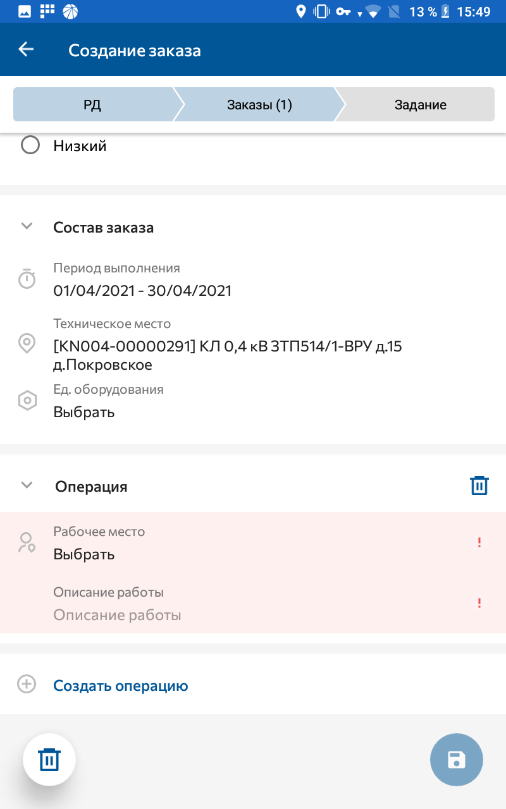 13 % 15:49
Создание заказа
РД Заказы (1) Задание
Низкий
Состав заказа
Период выполнения
01/04/2021 - 30/04/2021
Техническое место
[KN004-00000291] КЛ 0,4 кВ ЗТП514/1-ВРУ д.15
д.Покровское
Ед. оборудования
Выбрать
Операция
Рабочее место
!
Выбрать
Описание работы
!
Описание работы
Создать операцию